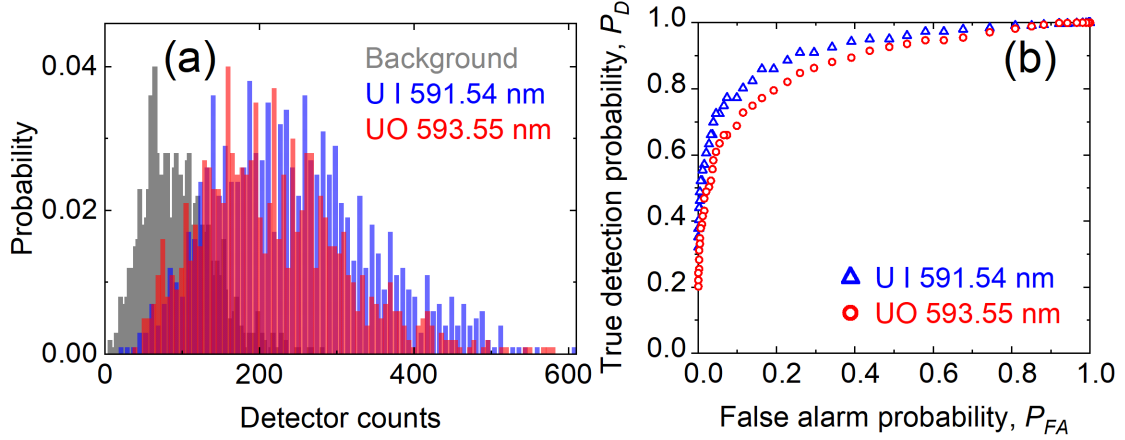 (a)
Background
U I 591.54 nm
UO 593.55 nm
Probability
0.04
0.02
0.00
0
200
400
600
Detector counts
(b)
True detection probability, P_D
1.0
0.8
0.6
0.4
0.2
0.0
U I 591.54 nm
UO 593.55 nm
0.0 0.2 0.4 0.6 0.8 1.0
False alarm probability, P_FA